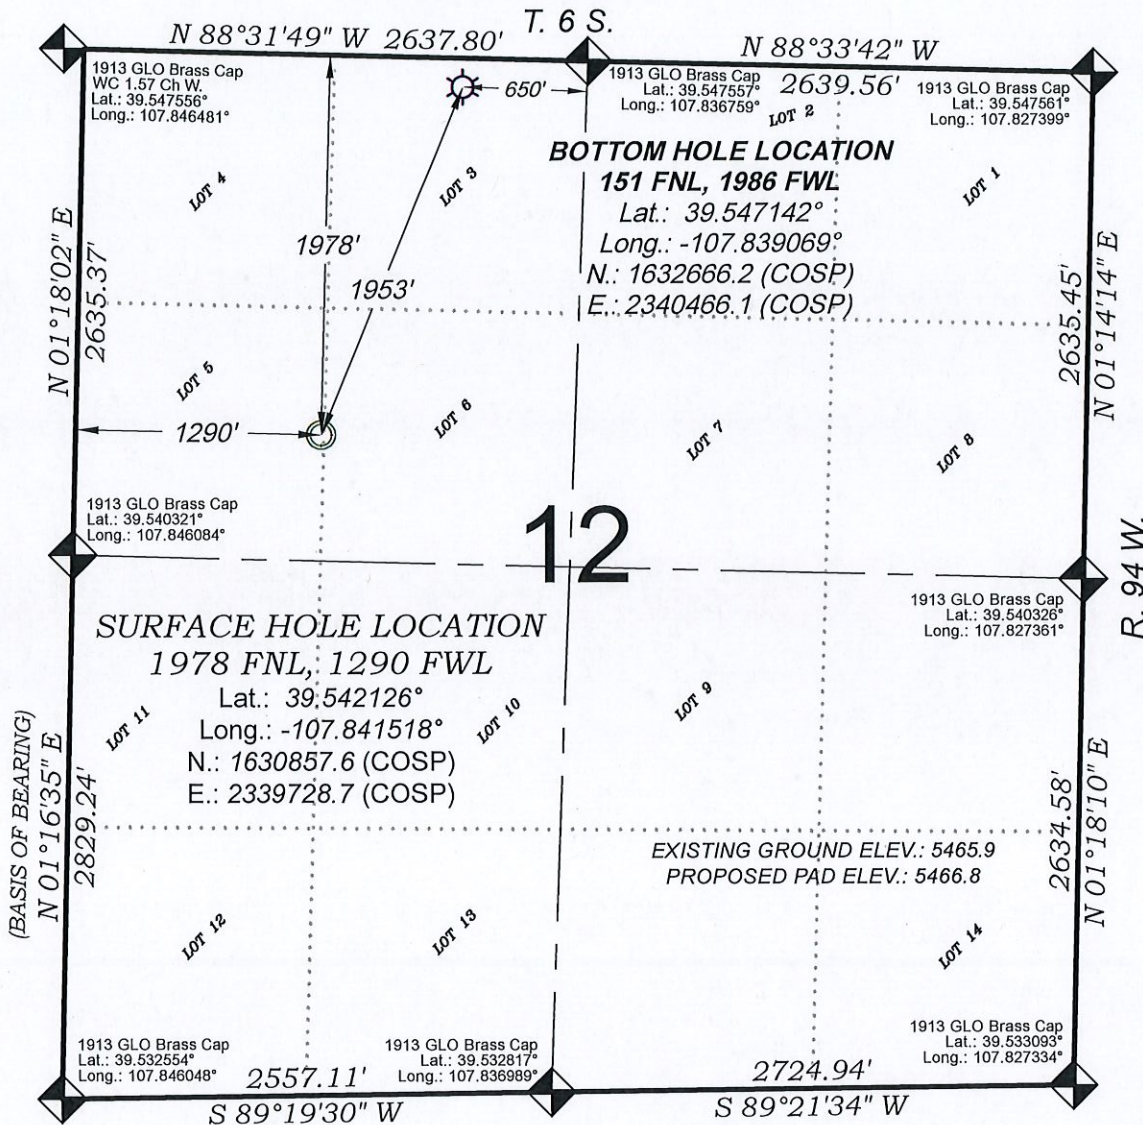 T. 6 S.
N 88°31'49" W 2637.80'
N 88°33'42" W
2639.56'
1913 GLO Brass Cap
WC 1.57 Ch W.
Lat.: 39.547556°
Long.: 107.846481°
650'
1913 GLO Brass Cap
Lat.: 39.547557°
Long.: 107.836759°
LOT 2
1913 GLO Brass Cap
Lat.: 39.547561°
Long.: 107.827399°
BOTTOM HOLE LOCATION
151 FNL, 1986 FWL
Lat.: 39.547142°
Long.: -107.839069°
N.: 1632666.2 (COSP)
E.: 2340466.1 (COSP)
LOT 4
LOT 3
LOT 1
1978'
1953'
N 01°18'02" E
2635.37'
2635.45'
N 01°14'14" E
LOT 5
LOT 6
LOT 7
LOT 8
1290'
1913 GLO Brass Cap
Lat.: 39.540321°
Long.: 107.846084°
12
R. 94 W.
1913 GLO Brass Cap
Lat.: 39.540326°
Long.: 107.827361°
SURFACE HOLE LOCATION
1978 FNL, 1290 FWL
Lat.: 39.542126°
Long.: -107.841518°
N.: 1630857.6 (COSP)
E.: 2339728.7 (COSP)
LOT 11
LOT 10
LOT 9
(BASIS OF BEARING)
N 01°16'35" E
2829.24'
2634.58'
N 01°18'10" E
EXISTING GROUND ELEV.: 5465.9
PROPOSED PAD ELEV.: 5466.8
LOT 12
LOT 13
LOT 14
1913 GLO Brass Cap
Lat.: 39.532554°
Long.: 107.846048°
1913 GLO Brass Cap
Lat.: 39.532817°
Long.: 107.836989°
1913 GLO Brass Cap
Lat.: 39.533093°
Long.: 107.827334°
2557.11'
S 89°19'30" W
2724.94'
S 89°21'34" W